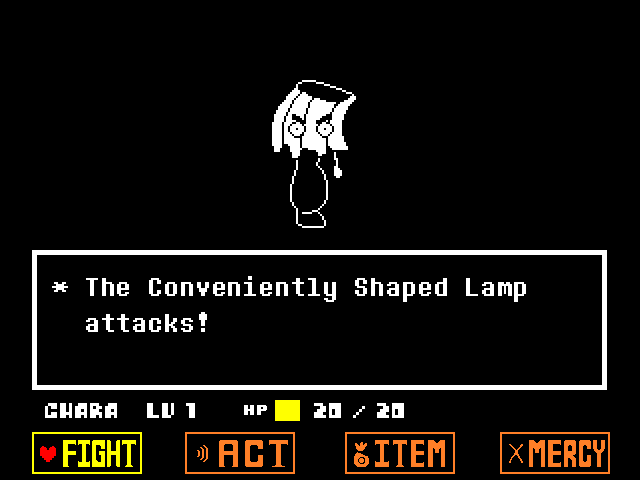 * The Conveniently Shaped Lamp
attacks!
CHARA LV 1 HP 20 / 20
FIGHT ACT ITEM MERCY